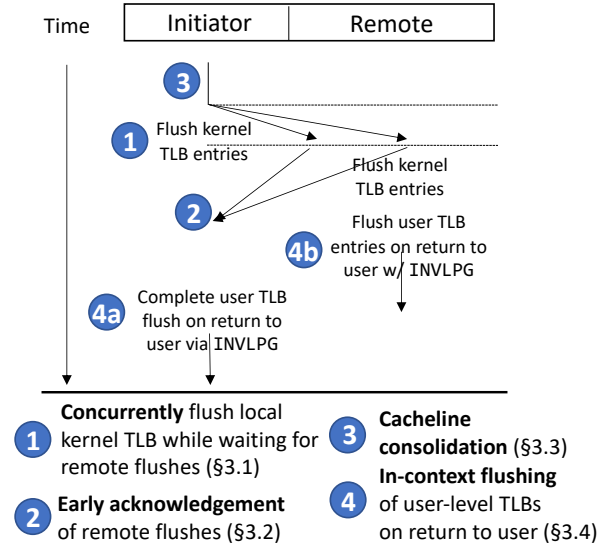 Time
Initiator
Remote
3
1
Flush kernel
TLB entries
Flush kernel
TLB entries
2
4b
Flush user TLB
entries on return to
user w/ INVLPG
4a
Complete user TLB
flush on return to
user via INVLPG
1
Concurrently flush local
kernel TLB while waiting for
remote flushes (§3.1)
2
Early acknowledgement
of remote flushes (§3.2)
3
Cacheline
consolidation (§3.3)
4
In-context flushing
of user-level TLBs
on return to user (§3.4)